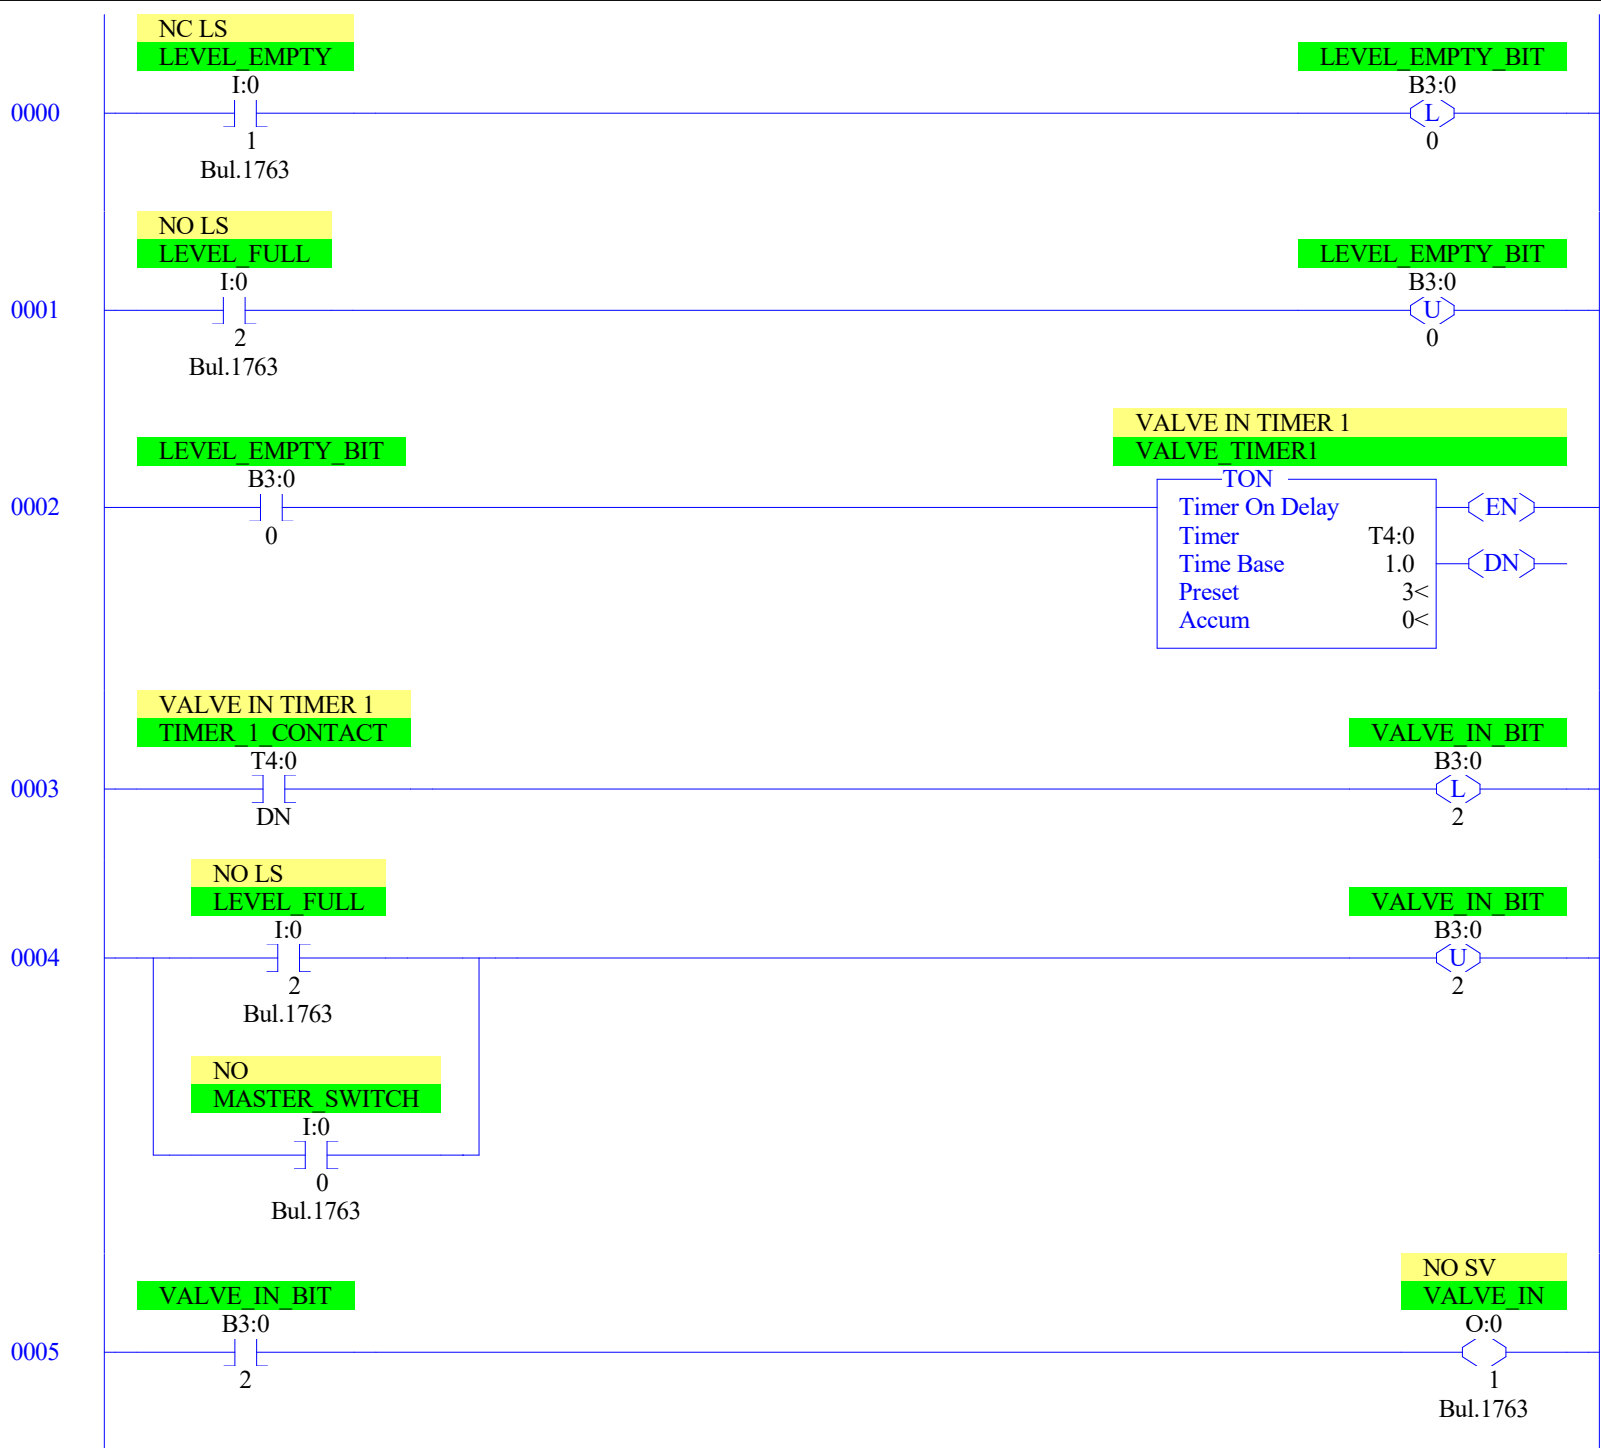 NC LS
LEVEL_EMPTY
I:0
1
Bul.1763
LEVEL_EMPTY_BIT
B3:0
L
0
0000
NO LS
LEVEL_FULL
I:0
2
Bul.1763
LEVEL_EMPTY_BIT
B3:0
U
0
0001
LEVEL_EMPTY_BIT
B3:0
0
0002
VALVE IN TIMER 1
VALVE_TIMER1
TON
Timer On Delay
Timer T4:0
Time Base 1.0
Preset 3<
Accum 0<
EN
DN
VALVE IN TIMER 1
TIMER_1_CONTACT
T4:0
DN
0003
VALVE_IN_BIT
B3:0
L
2
NO LS
LEVEL_FULL
I:0
2
Bul.1763
0004
VALVE_IN_BIT
B3:0
U
2
NO
MASTER_SWITCH
I:0
0
Bul.1763
VALVE_IN_BIT
B3:0
2
0005
NO SV
VALVE_IN
O:0
1
Bul.1763